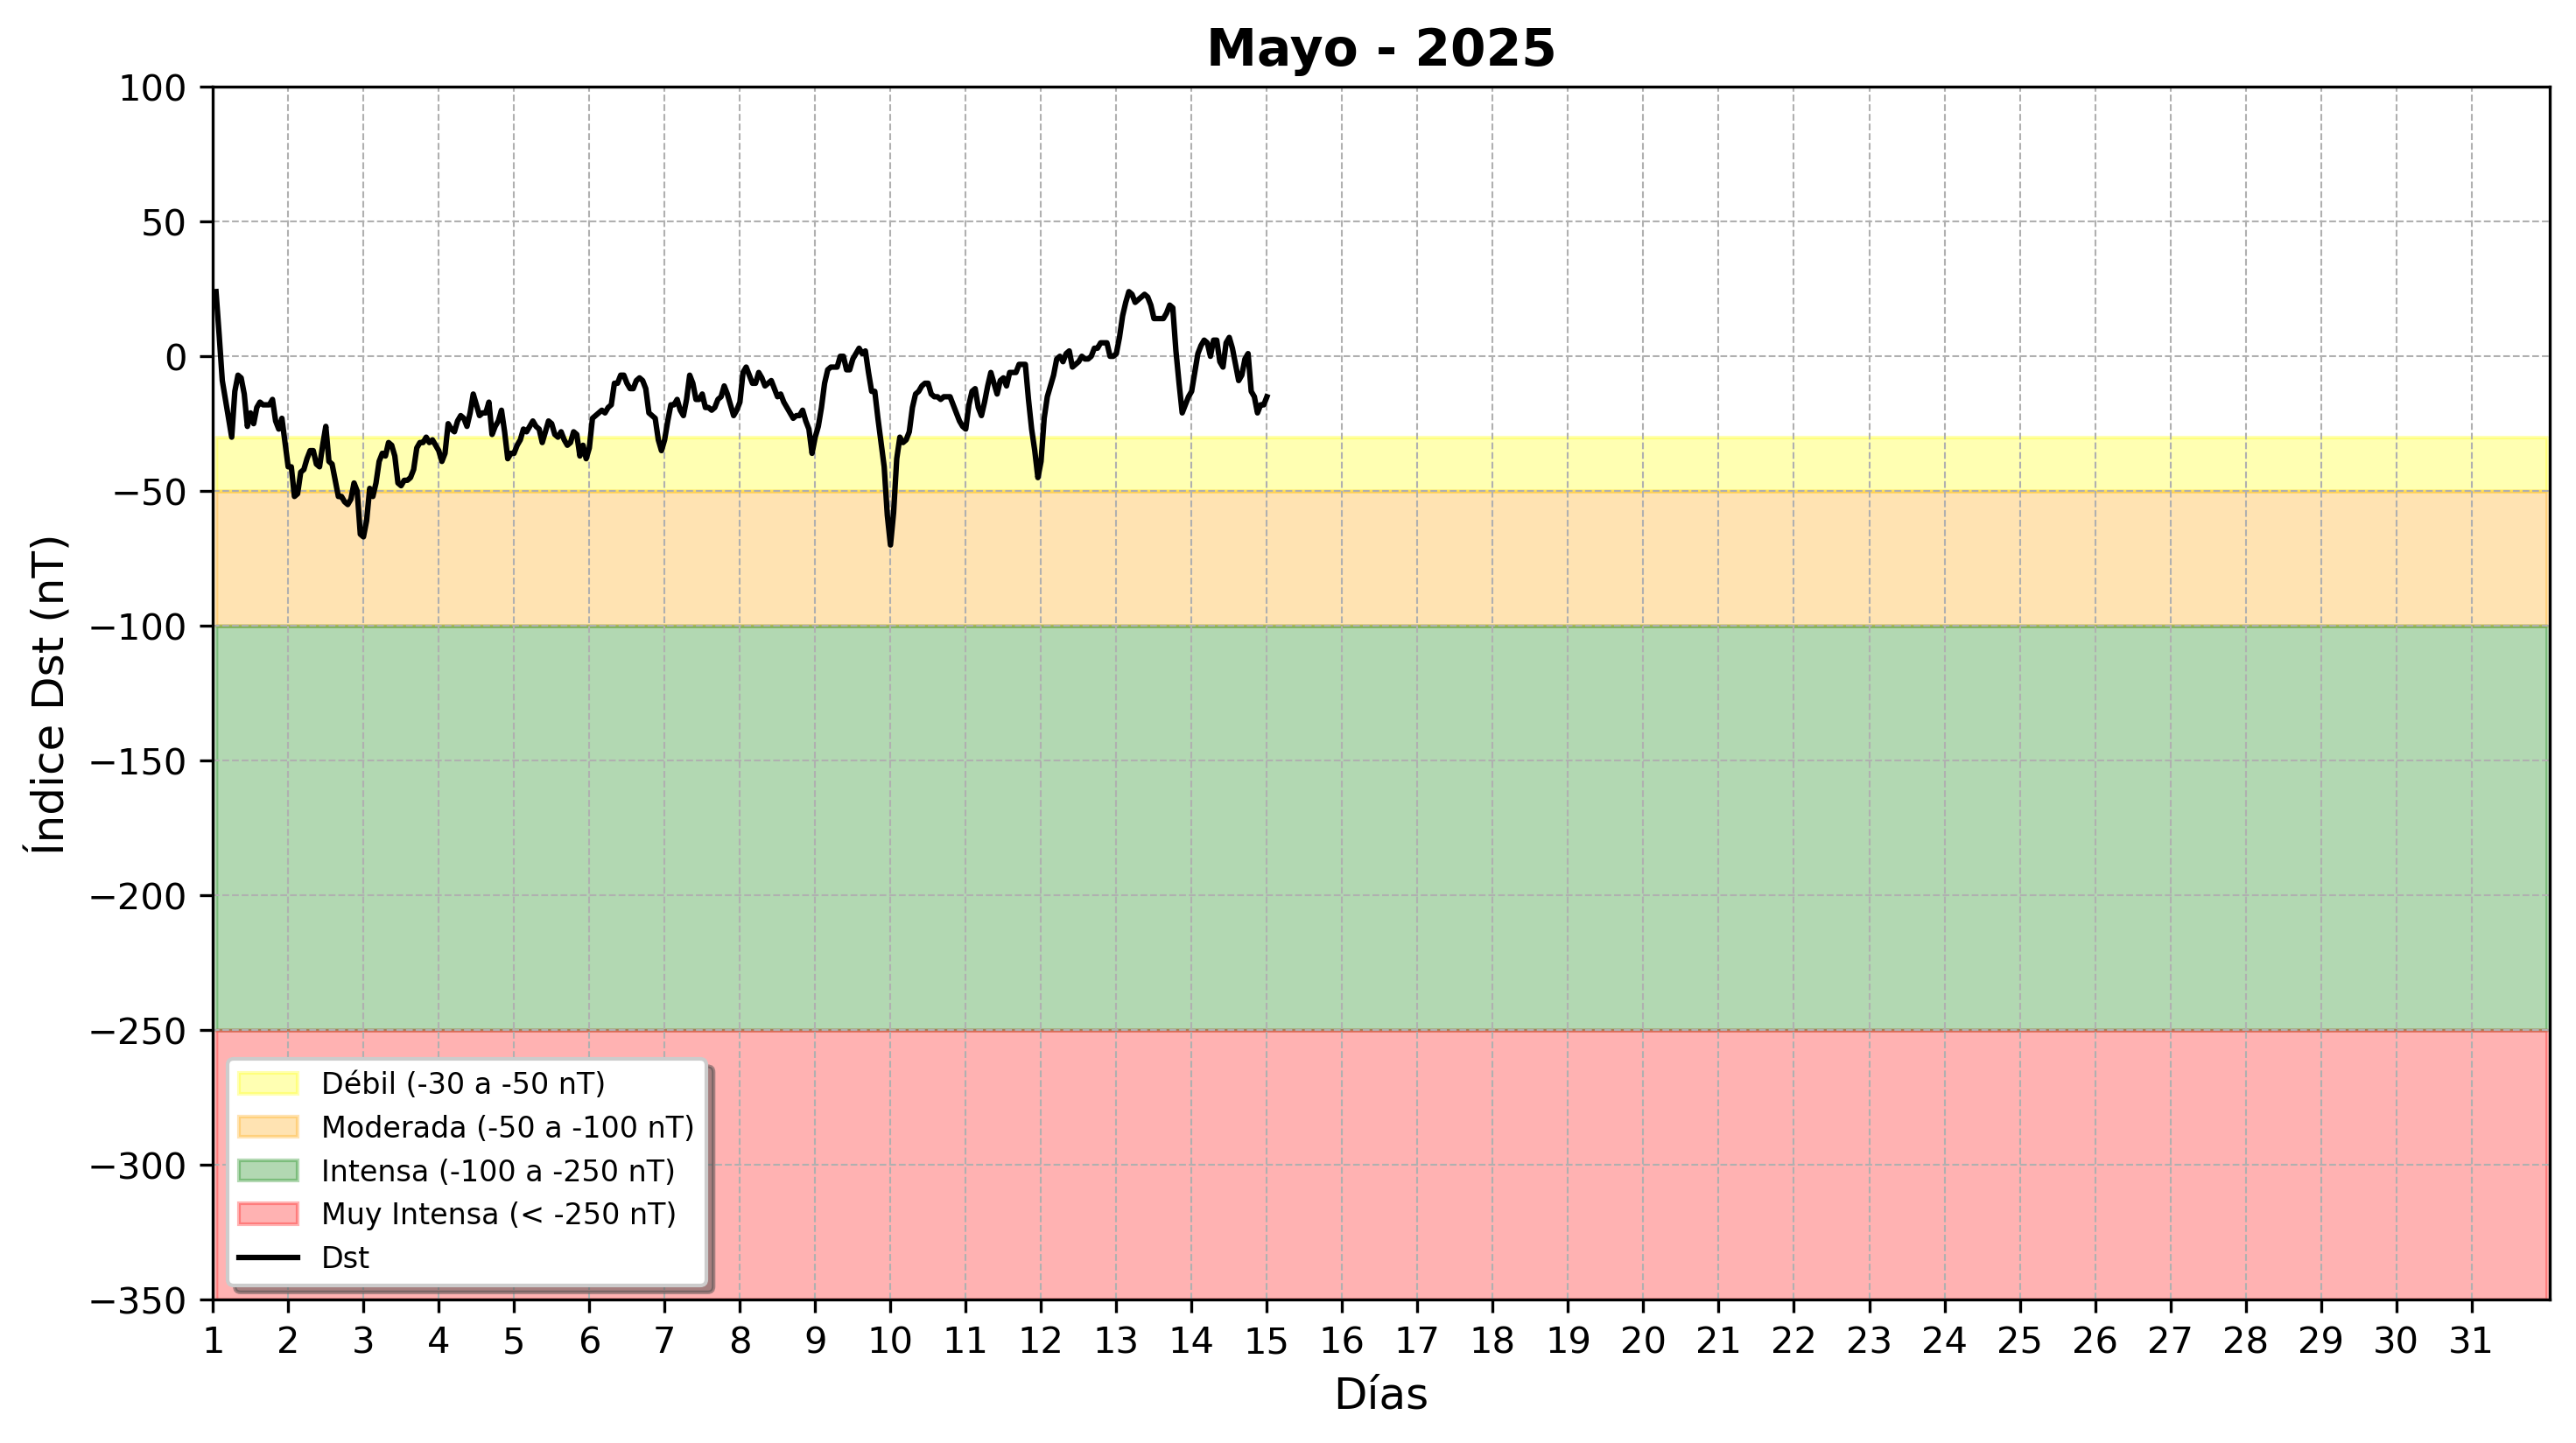 Mayo - 2025
100
50
0
−50
−100
−150
−200
−250
−300
−350
Índice Dst (nT)
Débil (-30 a -50 nT)
Moderada (-50 a -100 nT)
Intensa (-100 a -250 nT)
Muy Intensa (< -250 nT)
Dst
1 2 3 4 5 6 7 8 9 10 11 12 13 14 15 16 17 18 19 20 21 22 23 24 25 26 27 28 29 30 31
Días